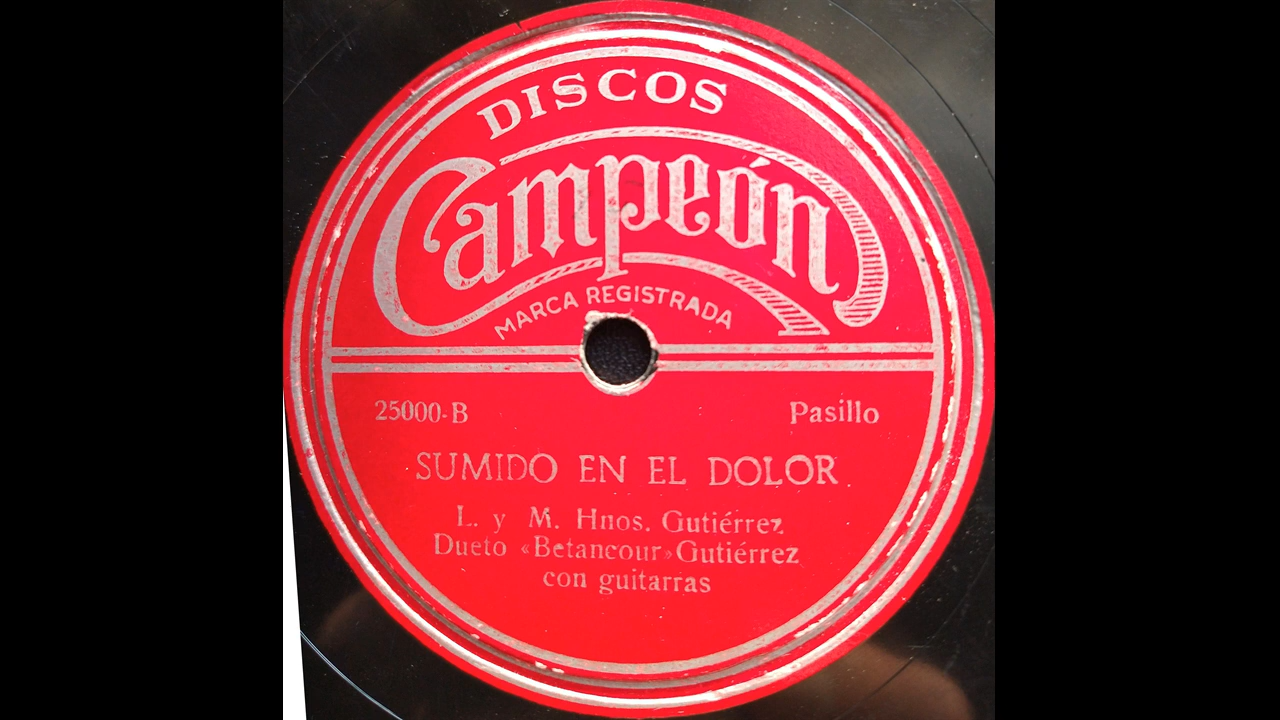 DISCOS
Campeón
MARCA REGISTRADA
25000-B Pasillo
SUMIDO EN EL DOLOR
L. y M. Hnos. Gutiérrez
Dueto «Betancour» Gutiérrez
con guitarras